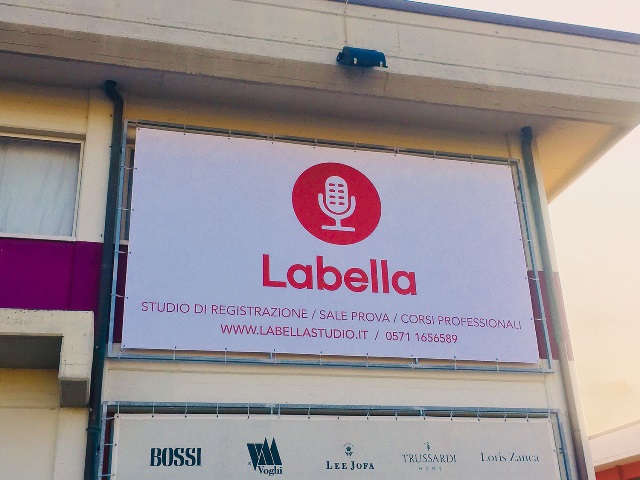 Labella
STUDIO DI REGISTRAZIONE / SALE PROVA / CORSI PROFESSIONALI
WWW.LABELLASTUDIO.IT / 0571 1656589
BOSSI
Voghi
LEE JOFA
TRUSSARDI
HOME
Loris Zanca